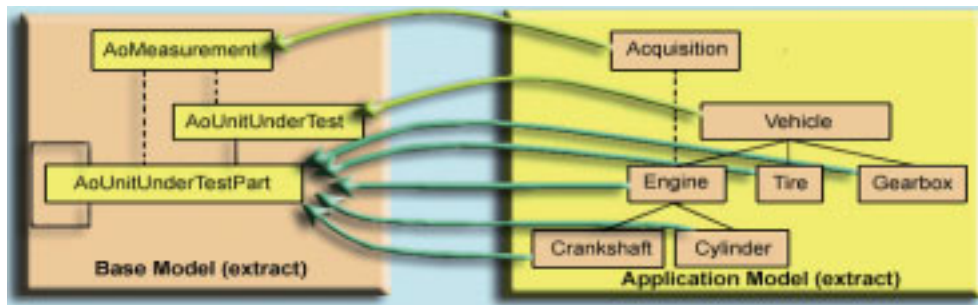 AoMeasurement
AoUnitUnderTest
AoUnitUnderTestPart
Base Model (extract)
Acquisition
Vehicle
Engine
Tire
Gearbox
Crankshaft
Cylinder
Application Model (extract)